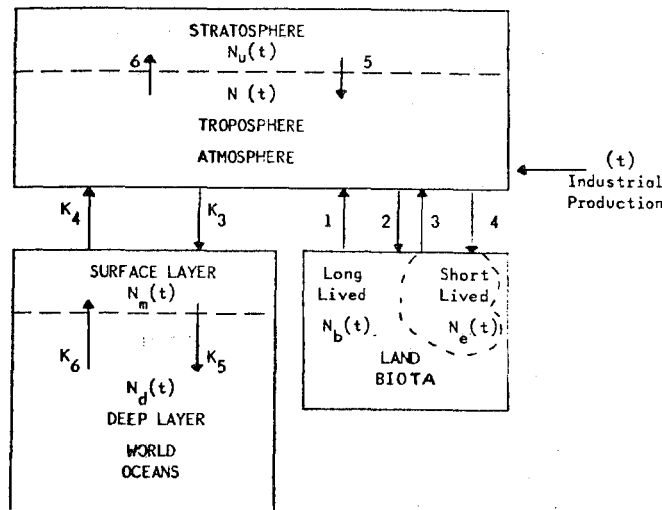 STRATOSPHERE
6 N_u(t) 5
N (t)
TROPOSPHERE
ATMOSPHERE
(t)
Industrial
Production
K_4 K_3 1 2 3 4
SURFACE LAYER
N_m(t)
K_6 K_5
N_d(t)
DEEP LAYER
WORLD
OCEANS
Long Short
Lived Lived
N_b(t) N_e(t)
LAND
BIOTA